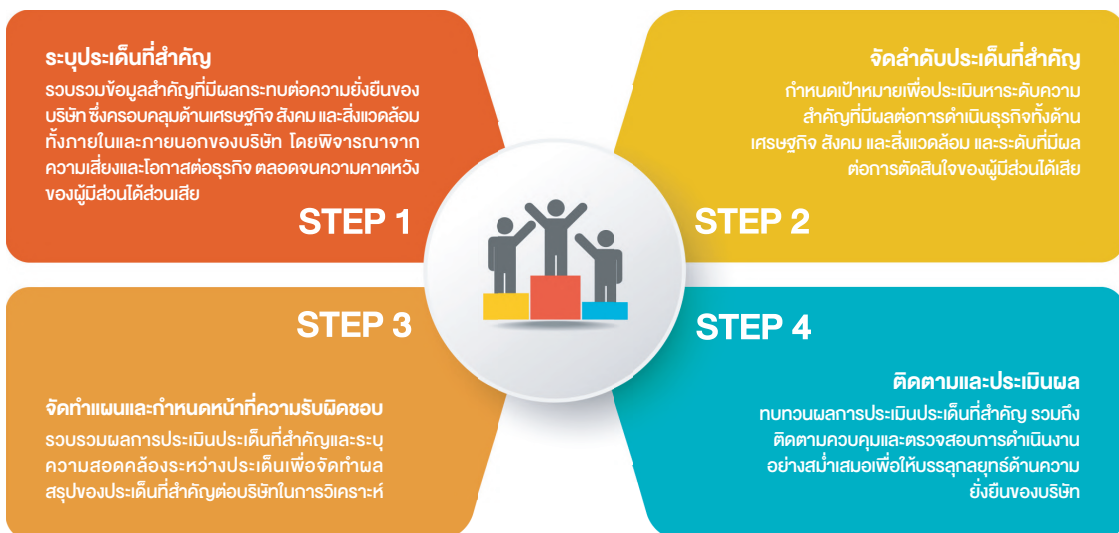 ระบุประเด็นที่สำคัญ
รวบรวมข้อมูลสำคัญที่มีผลกระทบต่อความยั่งยืนของ
บริษัท ซึ่งครอบคลุมด้านเศรษฐกิจ สังคม และสิ่งแวดล้อม
ทั้งภายในและภายนอกของบริษัท โดยพิจารณาจาก
ความเสี่ยงและโอกาสต่อธุรกิจ ตลอดจนความคาดหวัง
ของผู้มีส่วนได้ส่วนเสีย
STEP 1
จัดลำดับประเด็นที่สำคัญ
กำหนดเป้าหมายเพื่อประเมินหาระดับความ
สำคัญที่มีผลต่อการดำเนินธุรกิจทั้งด้าน
เศรษฐกิจ สังคม และสิ่งแวดล้อม และระดับที่มีผล
ต่อการตัดสินใจของผู้มีส่วนได้เสีย
STEP 2
STEP 3
จัดทำแผนและกำหนดหน้าที่ความรับผิดชอบ
รวบรวมผลการประเมินประเด็นที่สำคัญและระบุ
ความสอดคล้องระหว่างประเด็นเพื่อจัดทำผล
สรุปของประเด็นที่สำคัญต่อบริษัทในการวิเคราะห์
STEP 4
ติดตามและประเมินผล
ทบทวนผลการประเมินประเด็นที่สำคัญ รวมถึง
ติดตามควบคุมและตรวจสอบการดำเนินงาน
อย่างสม่ำเสมอเพื่อให้บรรลุกลยุทธ์ด้านความ
ยั่งยืนของบริษัท